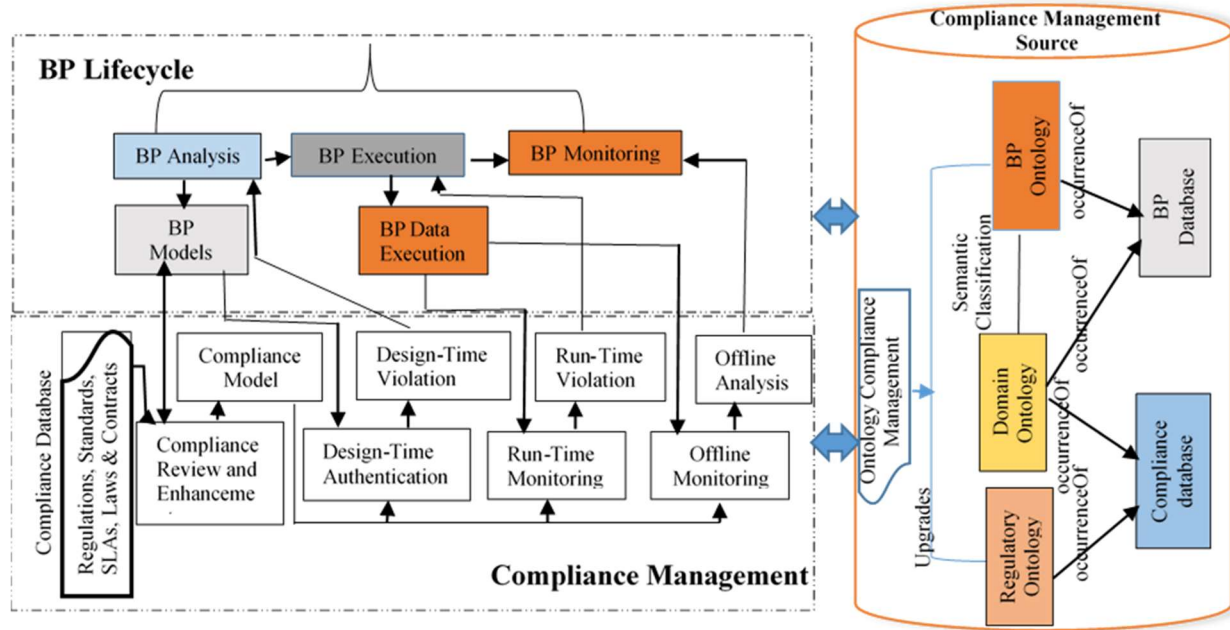 BP Lifecycle
BP Analysis
BP Execution
BP Monitoring
BP
Models
BP Data
Execution
Compliance Database
Regulations, Standards,
SLAs, Laws & Contracts
Compliance
Model
Design-Time
Violation
Run-Time
Violation
Offline
Analysis
Compliance
Review and
Enhanceme
Design-Time
Authentication
Run-Time
Monitoring
Offline
Monitoring
Compliance Management
Compliance Management
Source
Ontology Compliance
Management
Upgrades
BP
Ontology
Semantic
Classification
Domain
Ontology
Regulatory
Ontology
occurrenceOf
occurrenceOf
occurrenceOf
occurrenceOf
BP
Database
Compliance
database